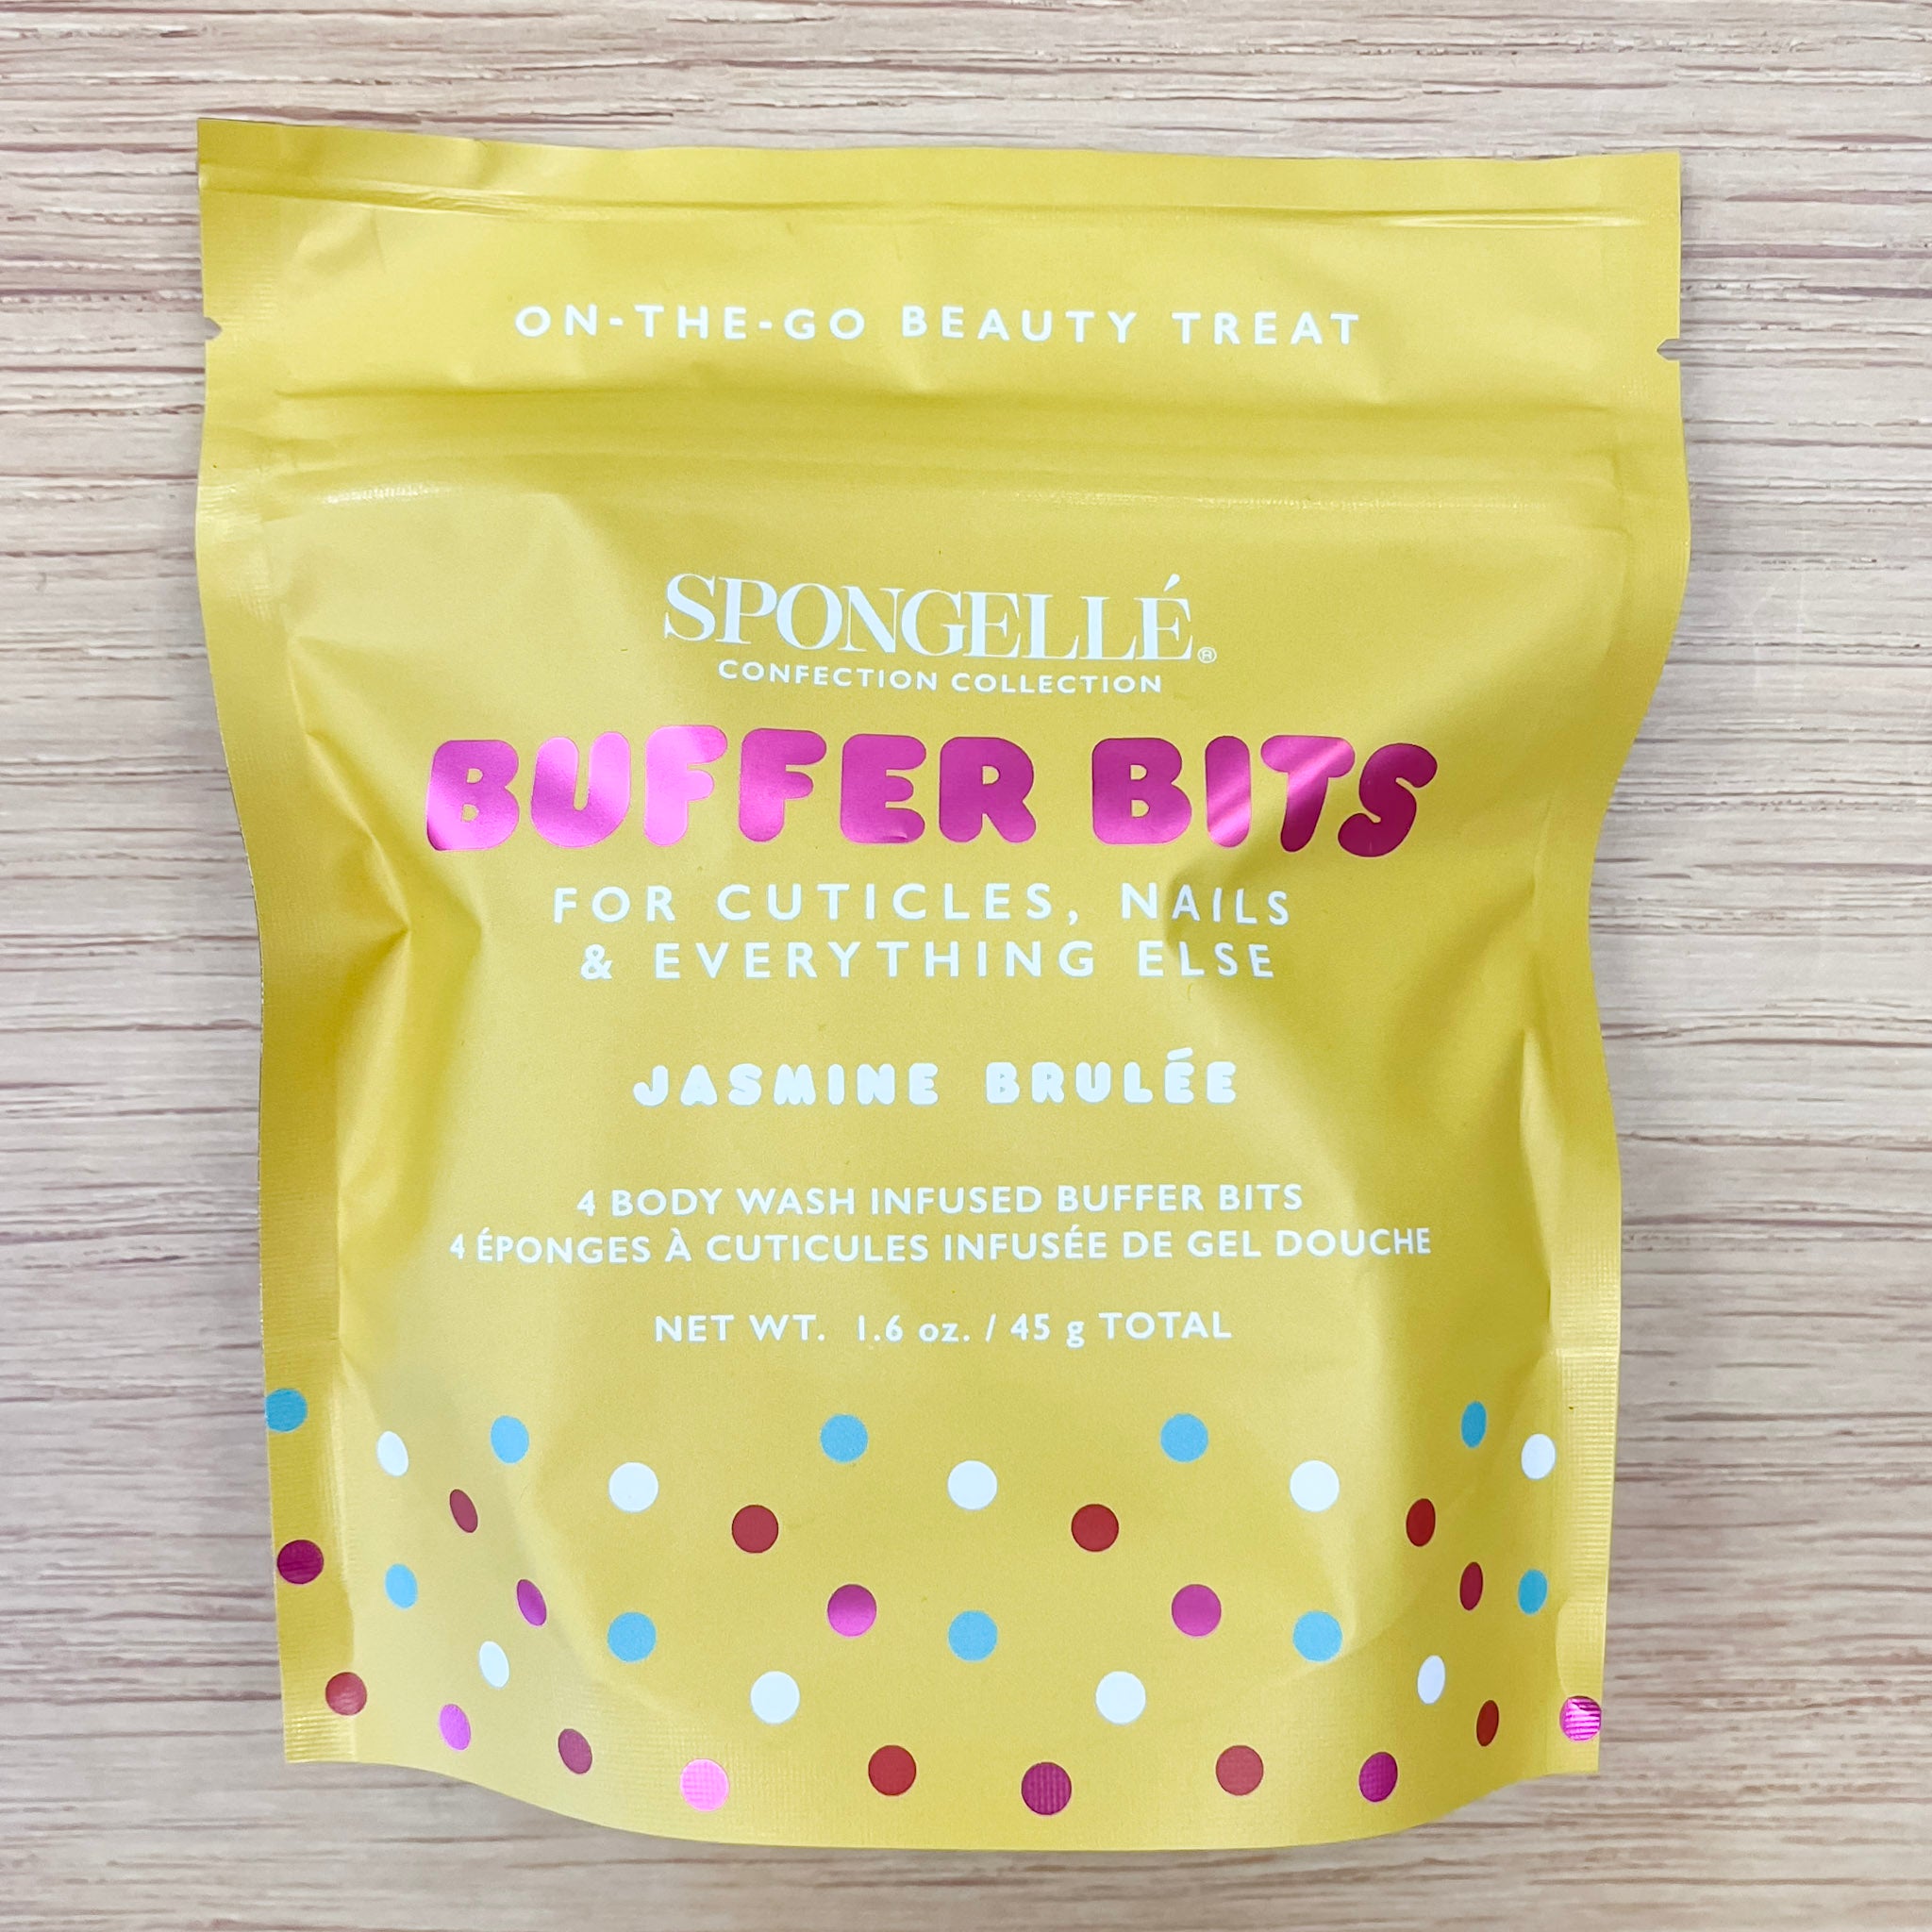 ON-THE-GO BEAUTY TREAT
SPONGELLÉ®
CONFECTION COLLECTION
BUFFER BITS
FOR CUTICLES, NAILS
& EVERYTHING ELSE
JASMINE BRULÉE
4 BODY WASH INFUSED BUFFER BITS
4 ÉPONGES À CUTICULES INFUSÉE DE GEL DOUCHE
NET WT. 1.6 oz. / 45 g TOTAL